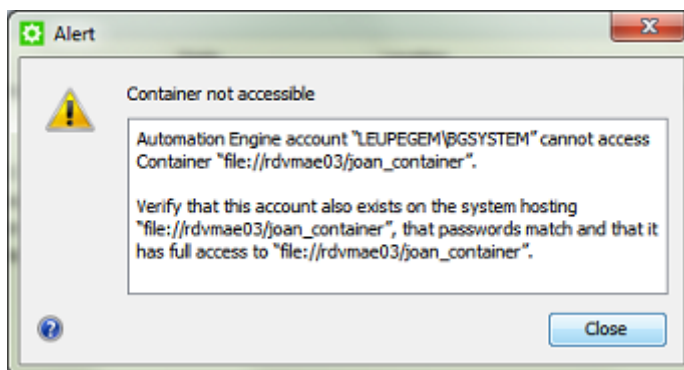 Alert
Container not accessible
Automation Engine account "LEUPEGEM\BGSYSTEM" cannot access
Container "file://rdvmae03/joan_container".
Verify that this account also exists on the system hosting
"file://rdvmae03/joan_container", that passwords match and that it
has full access to "file://rdvmae03/joan_container".
Close